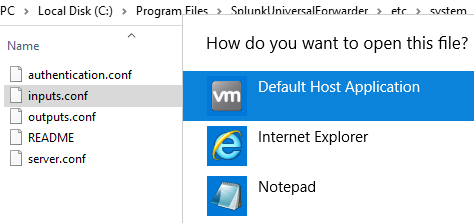 PC > Local Disk (C:) > Program Files > SplunkUniversalForwarder > etc > system
Name
authentication.conf
inputs.conf
outputs.conf
README
server.conf
How do you want to open this file?
vm
Default Host Application
Internet Explorer
Notepad